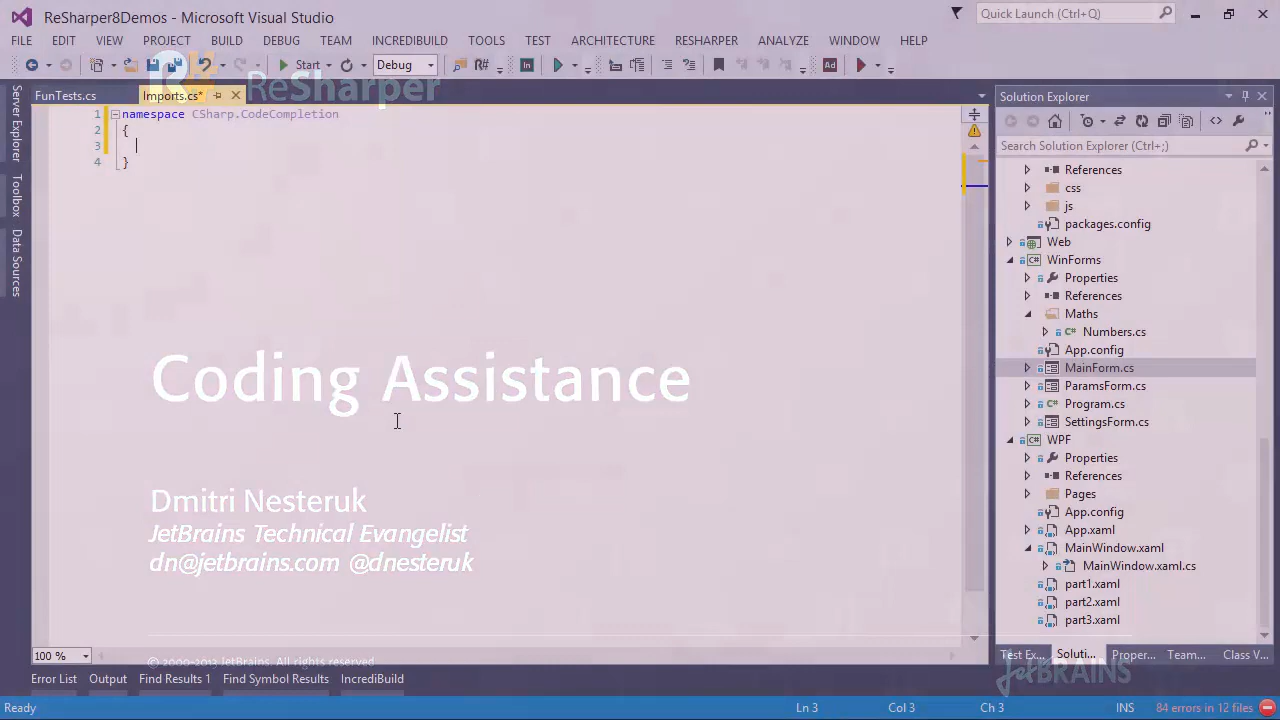 ReSharper8Demos - Microsoft Visual Studio
Quick Launch (Ctrl+Q)
FILE EDIT VIEW PROJECT BUILD DEBUG TEAM INCREDIBUILD TOOLS TEST ARCHITECTURE RESHARPER ANALYZE WINDOW HELP
Start Debug R# Ad
R# ReSharper
FunTests.cs Imports.cs*
Server Explorer
Toolbox
Data Sources
1 namespace CSharp.CodeCompletion
2 {
3
4 }
Coding Assistance
Dmitri Nesteruk
JetBrains Technical Evangelist
dn@jetbrains.com @dnesteruk
100 %
© 2000-2013 JetBrains. All rights reserved
Solution Explorer
Search Solution Explorer (Ctrl+;)
References
css
js
packages.config
Web
C# WinForms
Properties
References
Maths
C# Numbers.cs
App.config
MainForm.cs
ParamsForm.cs
C# Program.cs
SettingsForm.cs
C# WPF
Properties
References
Pages
App.config
App.xaml
MainWindow.xaml
MainWindow.xaml.cs
part1.xaml
part2.xaml
part3.xaml
Test Ex... Soluti... Proper... Team... Class V...
JetBRAINS
Error List Output Find Results 1 Find Symbol Results IncrediBuild
Ready Ln 3 Col 3 Ch 3 INS 84 errors in 12 files